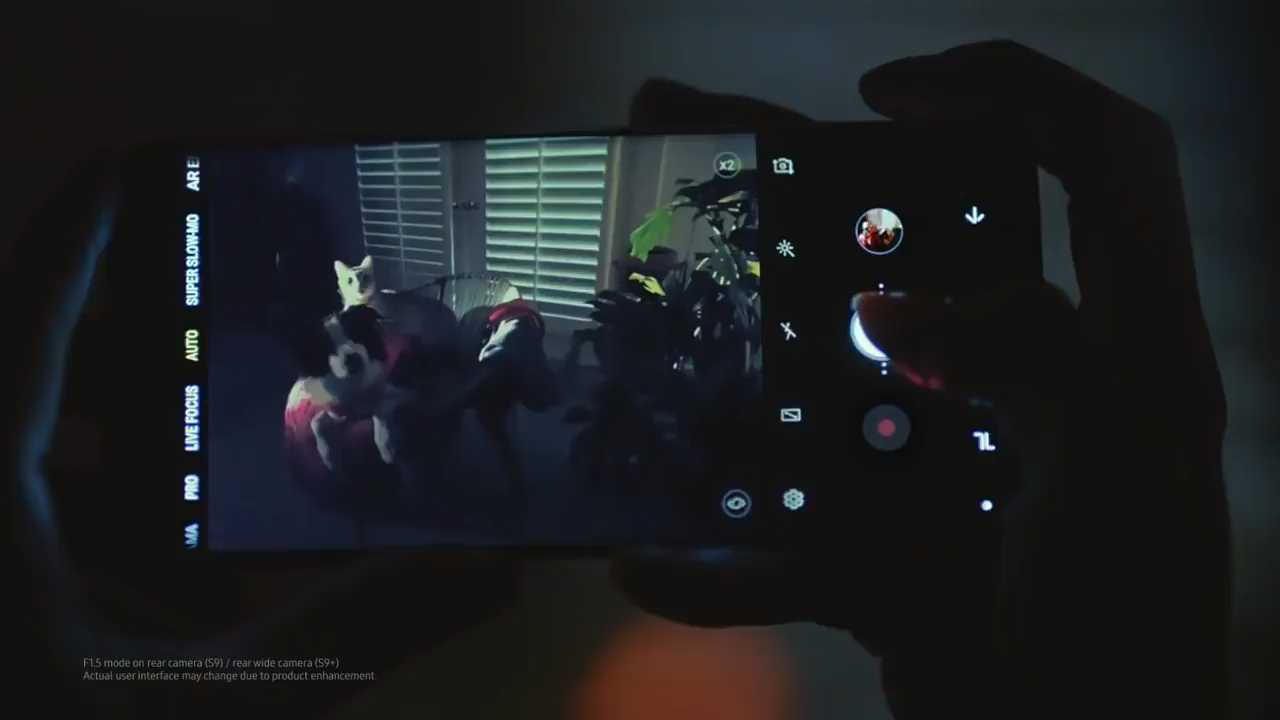 AR E
SUPER SLOW-MO
AUTO
LIVE FOCUS
PRO
MA
x2
F1.5 mode on rear camera (S9) / rear wide camera (S9+)
Actual user interface may change due to product enhancement.